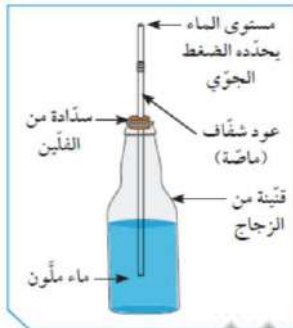 مستوى الماء
يحدّده الضغط
الجوّي
سدّادة من
الفلّين
عود شفّاف
(ماصّة)
قنّينة من
الزجاج
ماء ملوّن